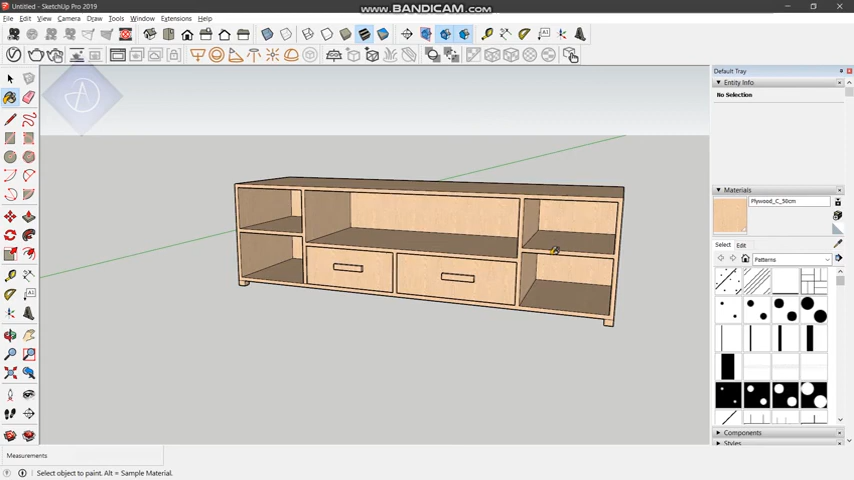 Untitled - SketchUp Pro 2019
WWW.BANDICAM.COM
File Edit View Camera Draw Tools Window Extensions Help
Default Tray
Entity Info
No Selection
Materials
Plywood_C_50cm
Select Edit
Patterns
Components
Styles
Measurements
Select object to paint. Alt = Sample Material.